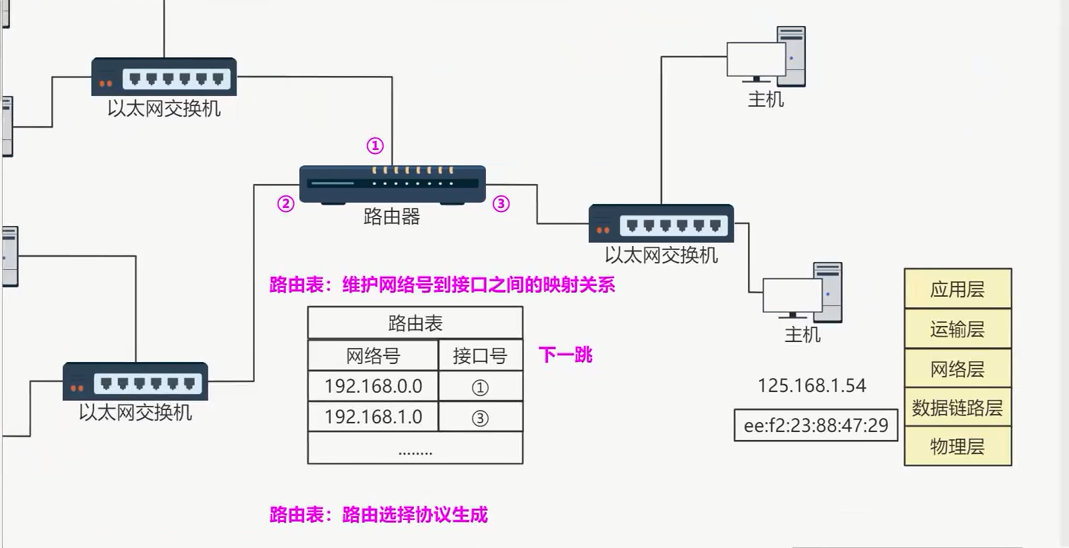 主机
以太网交换机
①
②
③
路由器
以太网交换机
路由表：维护网络号到接口之间的映射关系
主机
路由表
网络号 接口号
下一跳
192.168.0.0 ①
192.168.1.0 ③
........
以太网交换机
125.168.1.54
ee:f2:23:88:47:29
应用层
运输层
网络层
数据链路层
物理层
路由表：路由选择协议生成